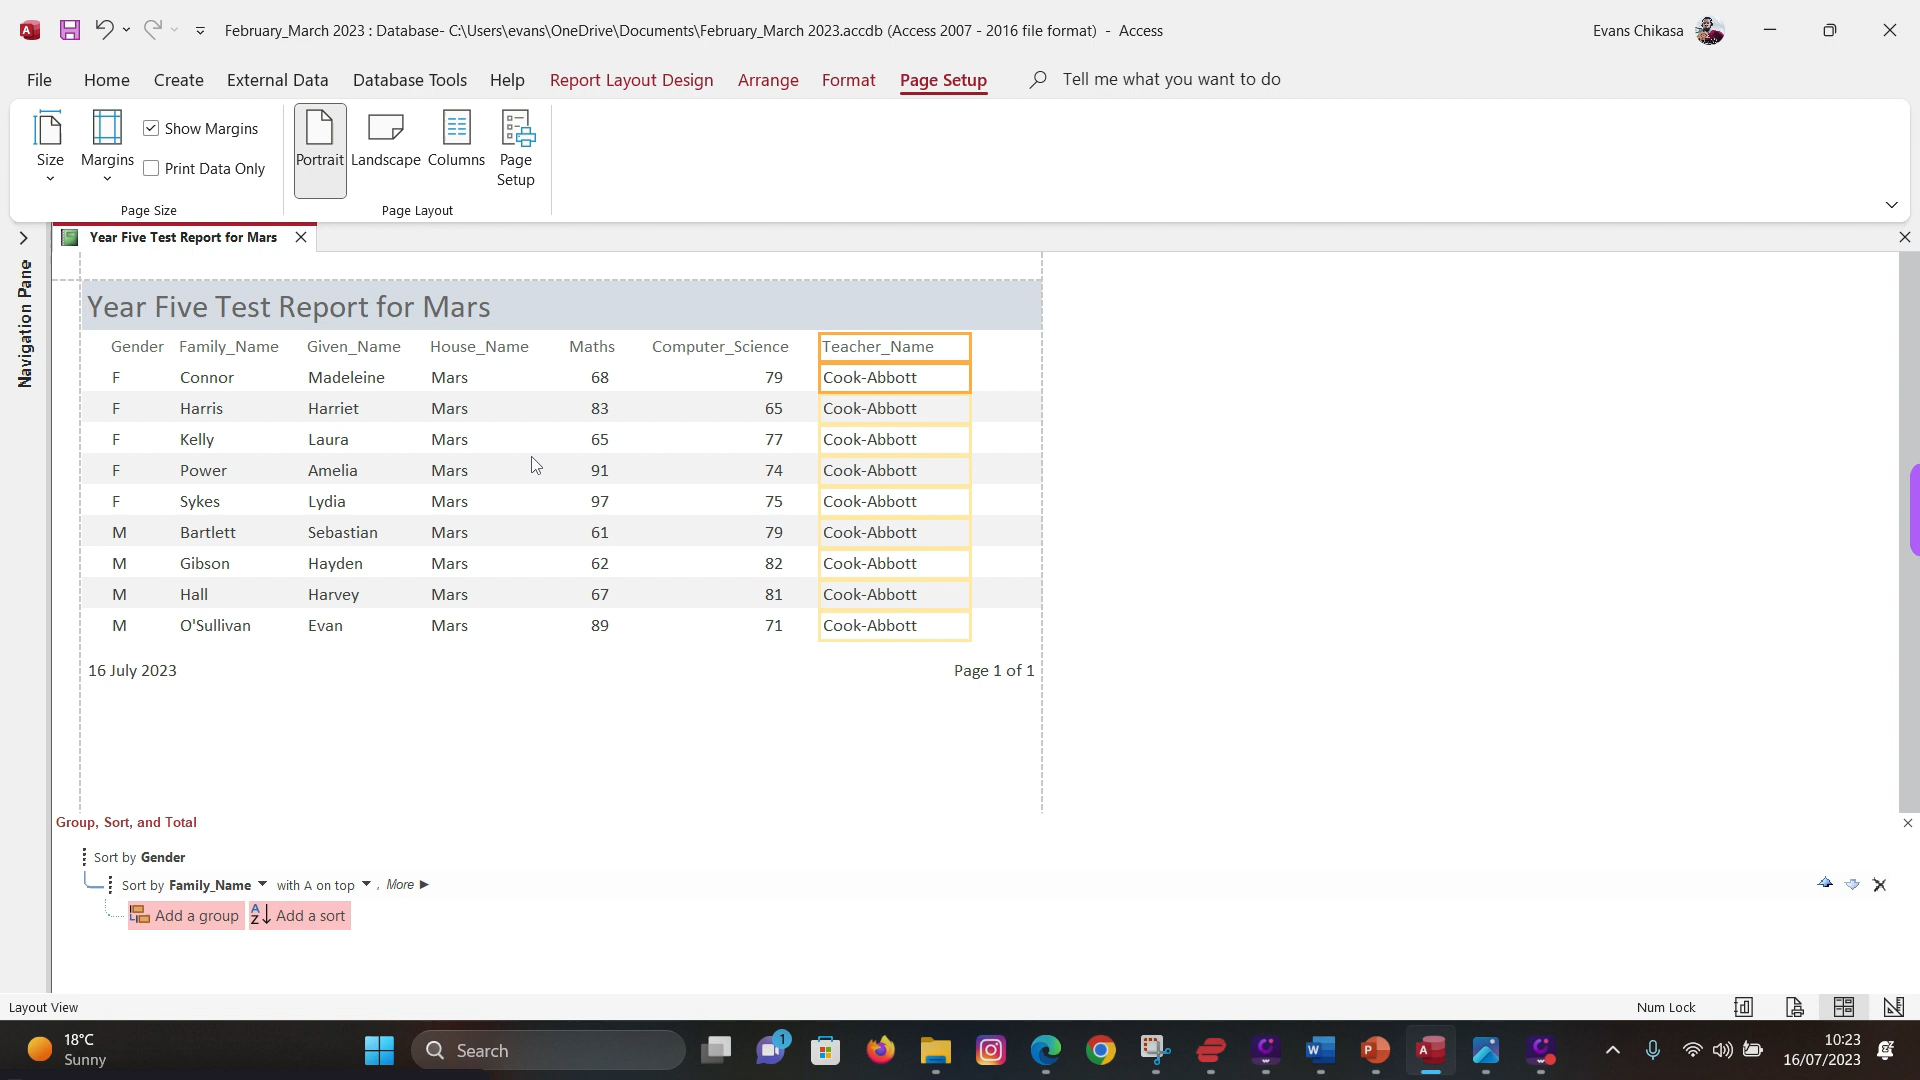 February_March 2023 : Database- C:\Users\evans\OneDrive\Documents\February_March 2023.accdb (Access 2007 - 2016 file format) - Access
Evans Chikasa
File Home Create External Data Database Tools Help Report Layout Design Arrange Format Page Setup Tell me what you want to do
Size
Margins
Show Margins
Print Data Only
Page Size
Portrait
Landscape
Columns
Page
Setup
Page Layout
Navigation Pane
Year Five Test Report for Mars
Year Five Test Report for Mars
Gender Family_Name Given_Name House_Name Maths Computer_Science Teacher_Name
F Connor Madeleine Mars 68 79 Cook-Abbott
F Harris Harriet Mars 83 65 Cook-Abbott
F Kelly Laura Mars 65 77 Cook-Abbott
F Power Amelia Mars 91 74 Cook-Abbott
F Sykes Lydia Mars 97 75 Cook-Abbott
M Bartlett Sebastian Mars 61 79 Cook-Abbott
M Gibson Hayden Mars 62 82 Cook-Abbott
M Hall Harvey Mars 67 81 Cook-Abbott
M O'Sullivan Evan Mars 89 71 Cook-Abbott
16 July 2023 Page 1 of 1
Group, Sort, and Total
Sort by Gender
Sort by Family_Name with A on top , More
Add a group Add a sort
Layout View Num Lock
18°C
Sunny
Search
1
10:23
16/07/2023